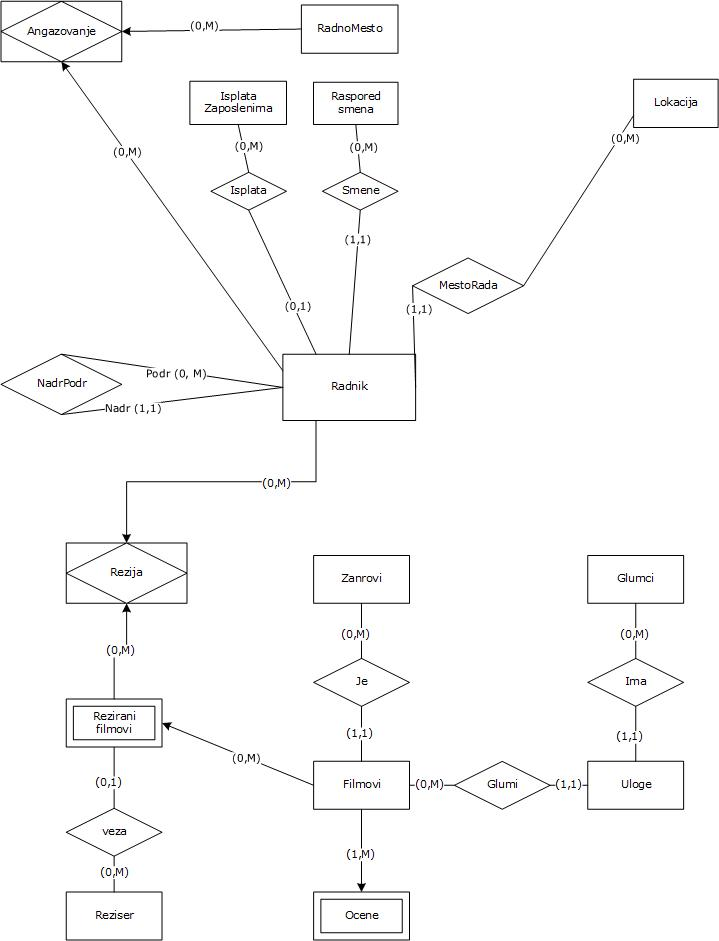 Angazovanje
(0,M)
RadnoMesto
Isplata
Zaposlenima
Raspored
smena
Lokacija
(0,M)
(0,M)
(0,M)
(0,M)
Isplata
Smene
(1,1)
MestoRada
(0,1)
(1,1)
NadrPodr
Podr (0, M)
Radnik
Nadr (1,1)
(0,M)
Rezija
Zanrovi
Glumci
(0,M)
(0,M)
(0,M)
Je
Ima
Rezirani
filmovi
(1,1)
(1,1)
(0,M)
(0,1)
Filmovi
(0,M)
Glumi
(1,1)
Uloge
veza
(1,M)
(0,M)
Reziser
Ocene